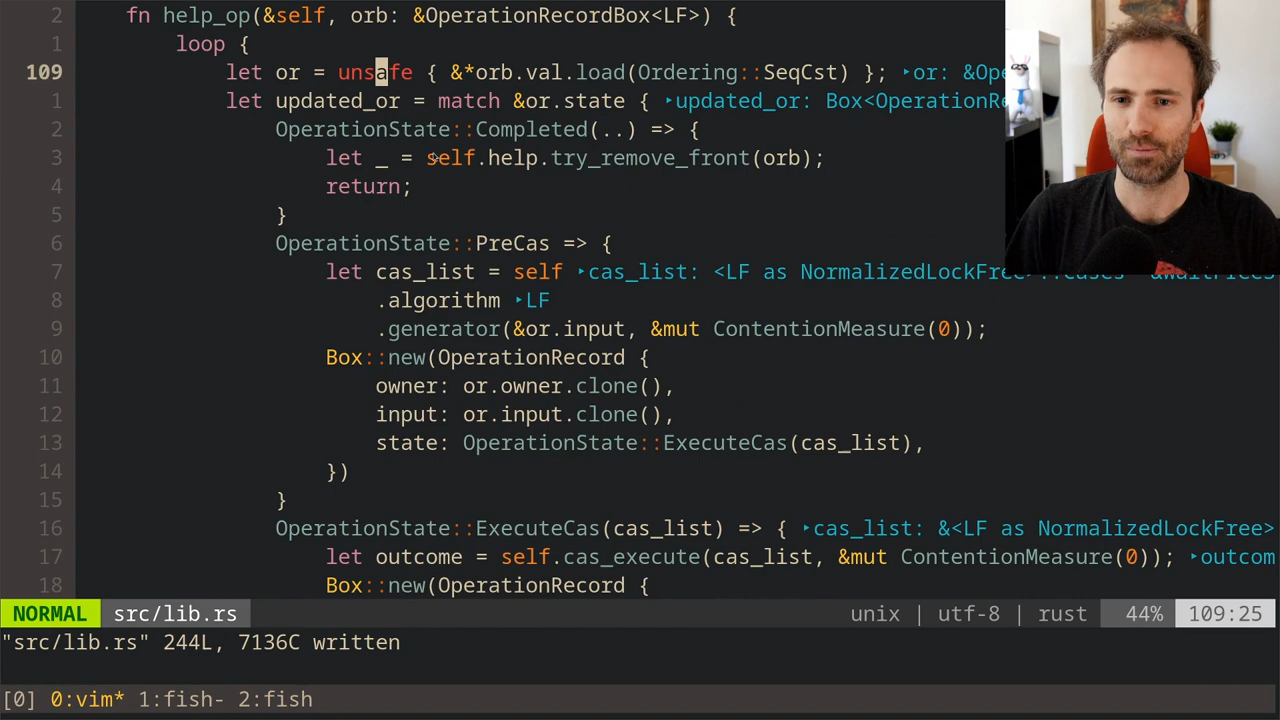 2 fn help_op(&self, orb: &OperationRecordBox<LF>) {
1 loop {
109 let or = unsafe { &*orb.val.load(Ordering::SeqCst) }; ‣or: &Ope
1 let updated_or = match &or.state { ‣updated_or: Box<OperationRe
2 OperationState::Completed(..) => {
3 let _ = self.help.try_remove_front(orb);
4 return;
5 }
6 OperationState::PreCas => {
7 let cas_list = self ‣cas_list: <LF as NormalizedLockFree>::Cases
8 .algorithm ‣LF
9 .generator(&or.input, &mut ContentionMeasure(0));
10 Box::new(OperationRecord {
11 owner: or.owner.clone(),
12 input: or.input.clone(),
13 state: OperationState::ExecuteCas(cas_list),
14 })
15 }
16 OperationState::ExecuteCas(cas_list) => { ‣cas_list: &<LF as NormalizedLockFree>
17 let outcome = self.cas_execute(cas_list, &mut ContentionMeasure(0)); ‣outcom
18 Box::new(OperationRecord {
NORMAL src/lib.rs unix | utf-8 | rust 44% 109:25
"src/lib.rs" 244L, 7136C written
[0] 0:vim* 1:fish- 2:fish